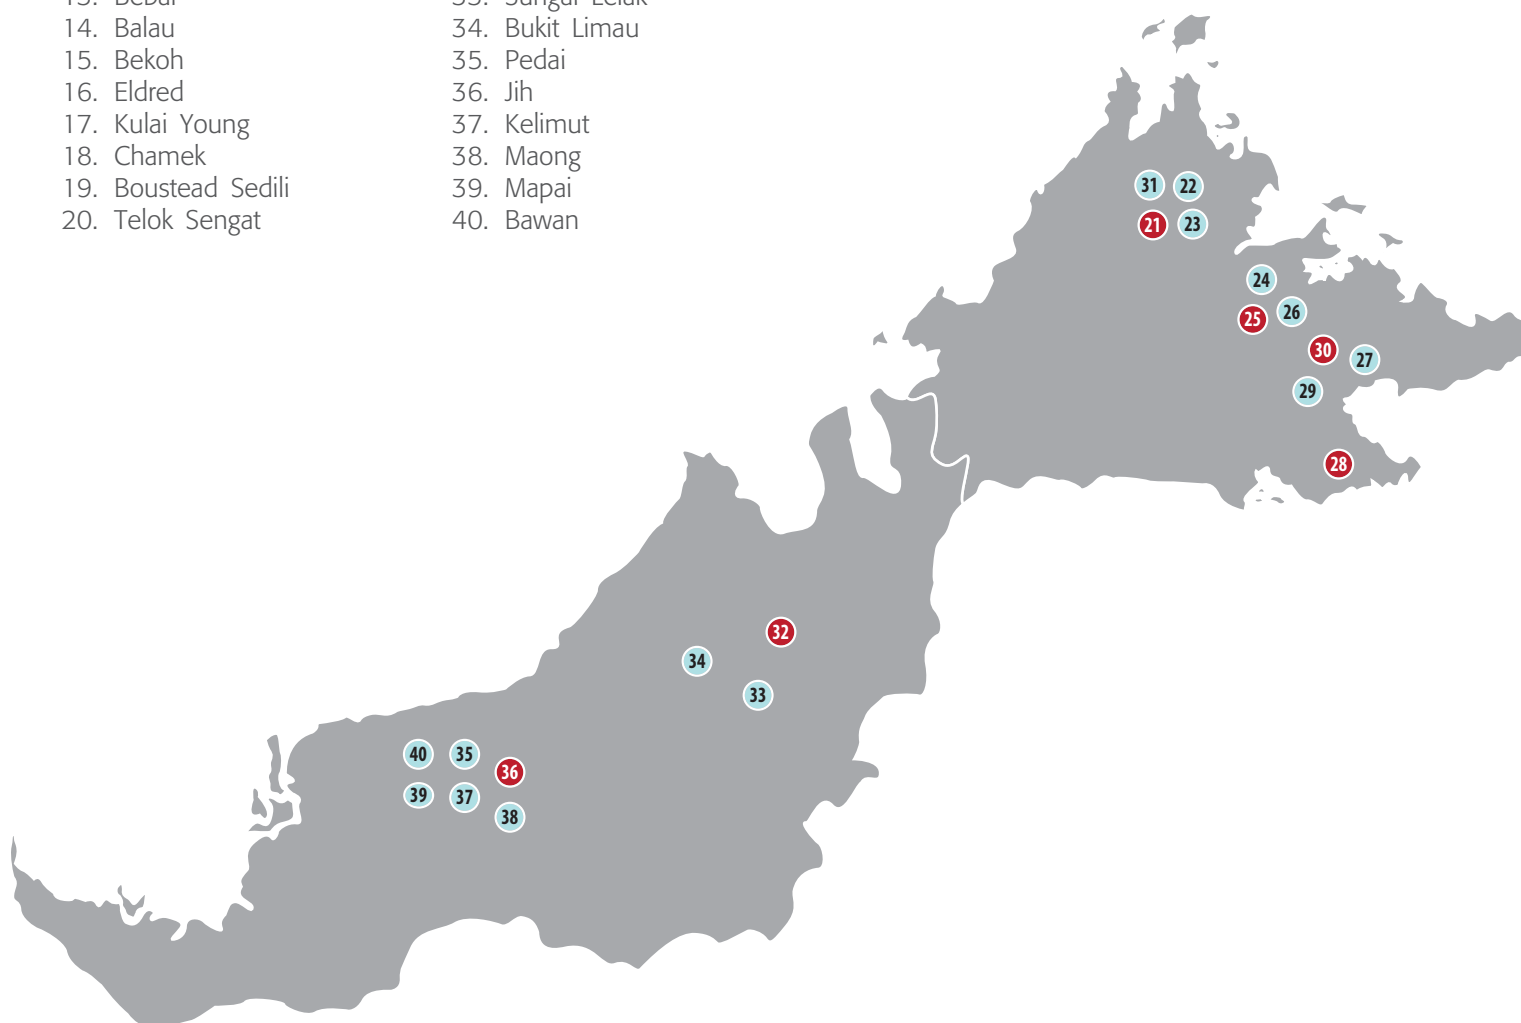 14. Balau
15. Bekoh
16. Eldred
17. Kulai Young
18. Chamek
19. Boustead Sedili
20. Telok Sengat
34. Bukit Limau
35. Pedai
36. Jih
37. Kelimut
38. Maong
39. Mapai
40. Bawan
31 22
21 23
24
25 26
30 27
29
28
32
34
33
40 35
36
39 37
38